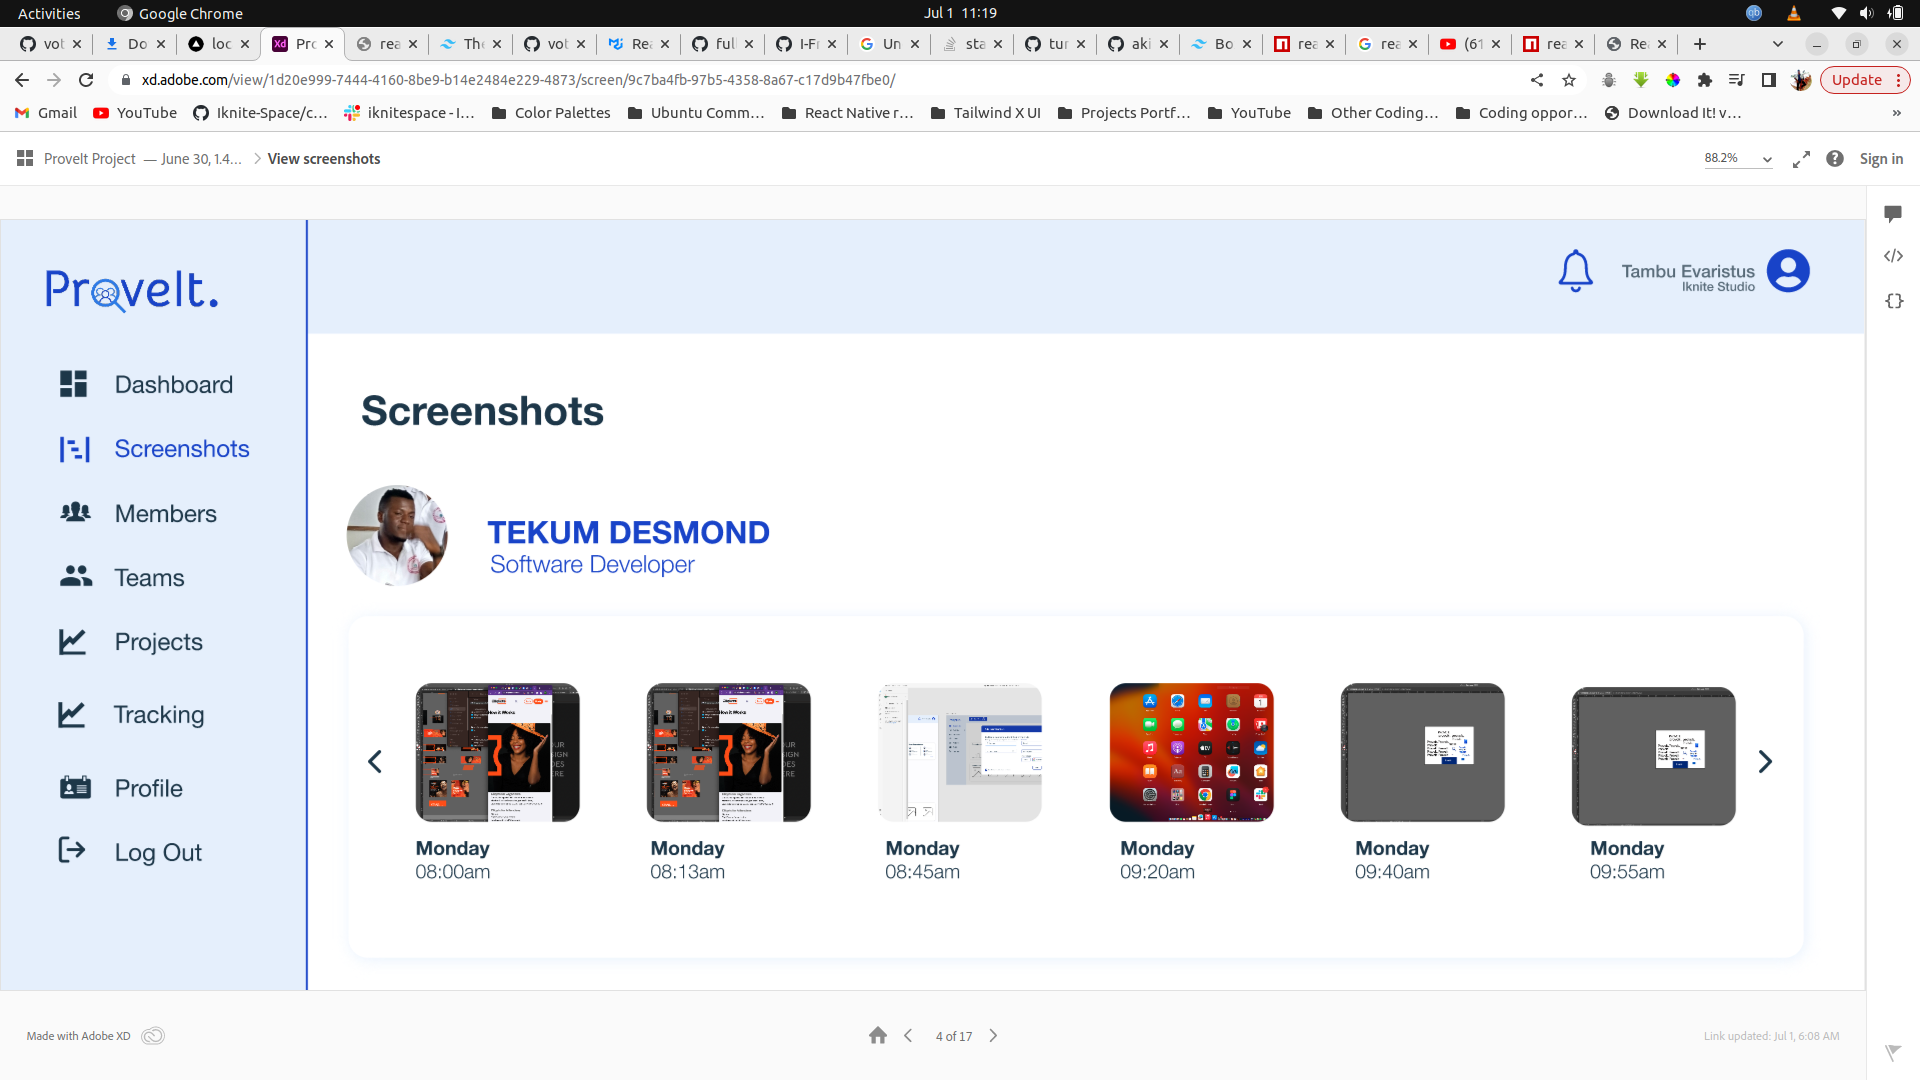 Activities
Google Chrome
Jul 1 11:19
vot
Do
loc
Pro
rea
The
vot
Rea
full
I-Fr
Un
sta
tur
aki
Bo
rea
rea
(61
rea
Re
xd.adobe.com/view/1d20e999-7444-4160-8be9-b14e2484e229-4873/screen/9c7ba4fb-97b5-4358-8a67-c17d9b47fbe0/
Update
Gmail
YouTube
Iknite-Space/c...
iknitespace - I...
Color Palettes
Ubuntu Comm...
React Native r...
Tailwind X UI
Projects Portf...
YouTube
Other Coding...
Coding oppor...
Download It! v...
»
ProveIt Project — June 30, 1.4...
View screenshots
88.2%
Sign in
ProveIt.
Tambu Evaristus
Iknite Studio
Dashboard
Screenshots
Members
Teams
Projects
Tracking
Profile
Log Out
Screenshots
TEKUM DESMOND
Software Developer
Monday
08:00am
Monday
08:13am
Monday
08:45am
Monday
09:20am
Monday
09:40am
Monday
09:55am
Made with Adobe XD
4 of 17
Link updated: Jul 1, 6:08 AM